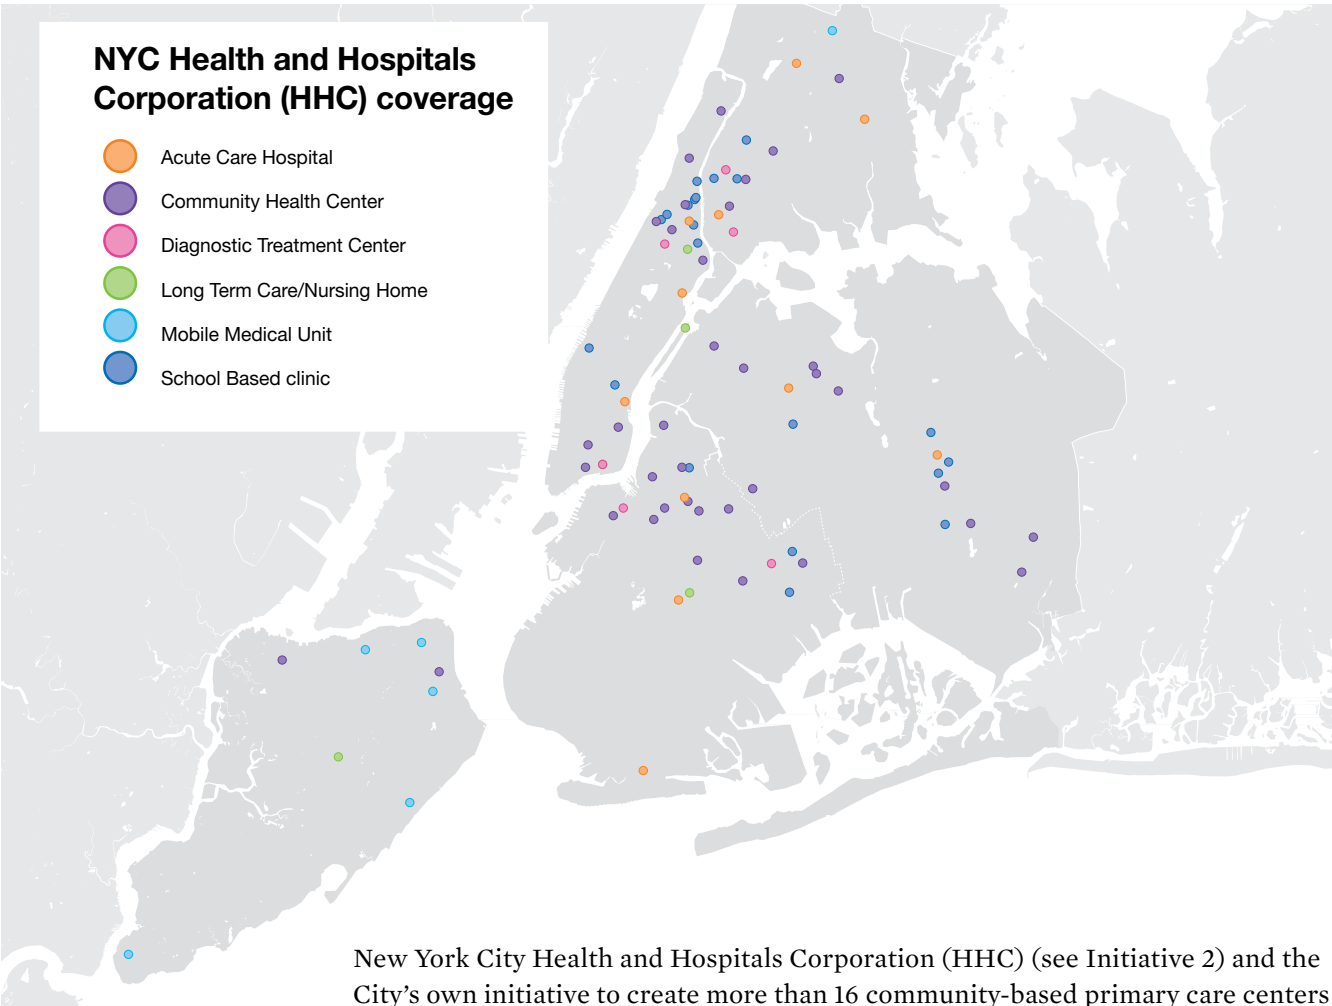 NYC Health and Hospitals
Corporation (HHC) coverage
Acute Care Hospital
Community Health Center
Diagnostic Treatment Center
Long Term Care/Nursing Home
Mobile Medical Unit
School Based clinic
New York City Health and Hospitals Corporation (HHC) (see Initiative 2) and the
City’s own initiative to create more than 16 community-based primary care centers